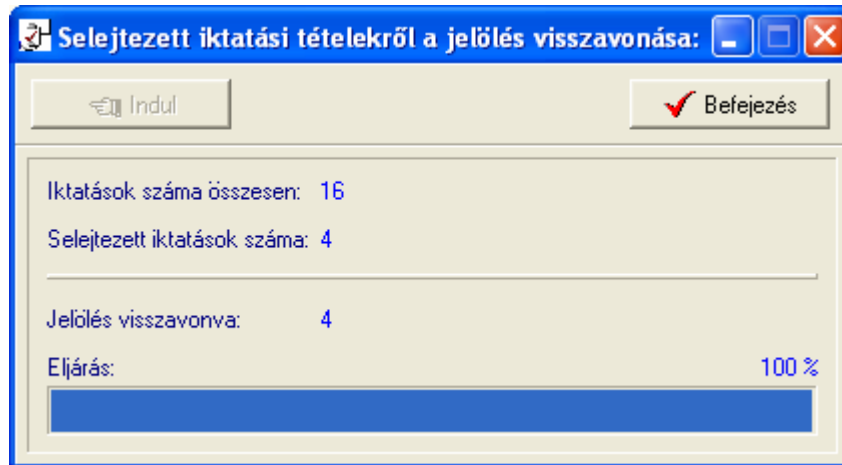 Selejtezett iktatási tételekről a jelölés visszavonása:
Indul
Befejezés
Iktatások száma összesen: 16
Selejtezett iktatások száma: 4
Jelölés visszavonva: 4
Eljárás: 100 %